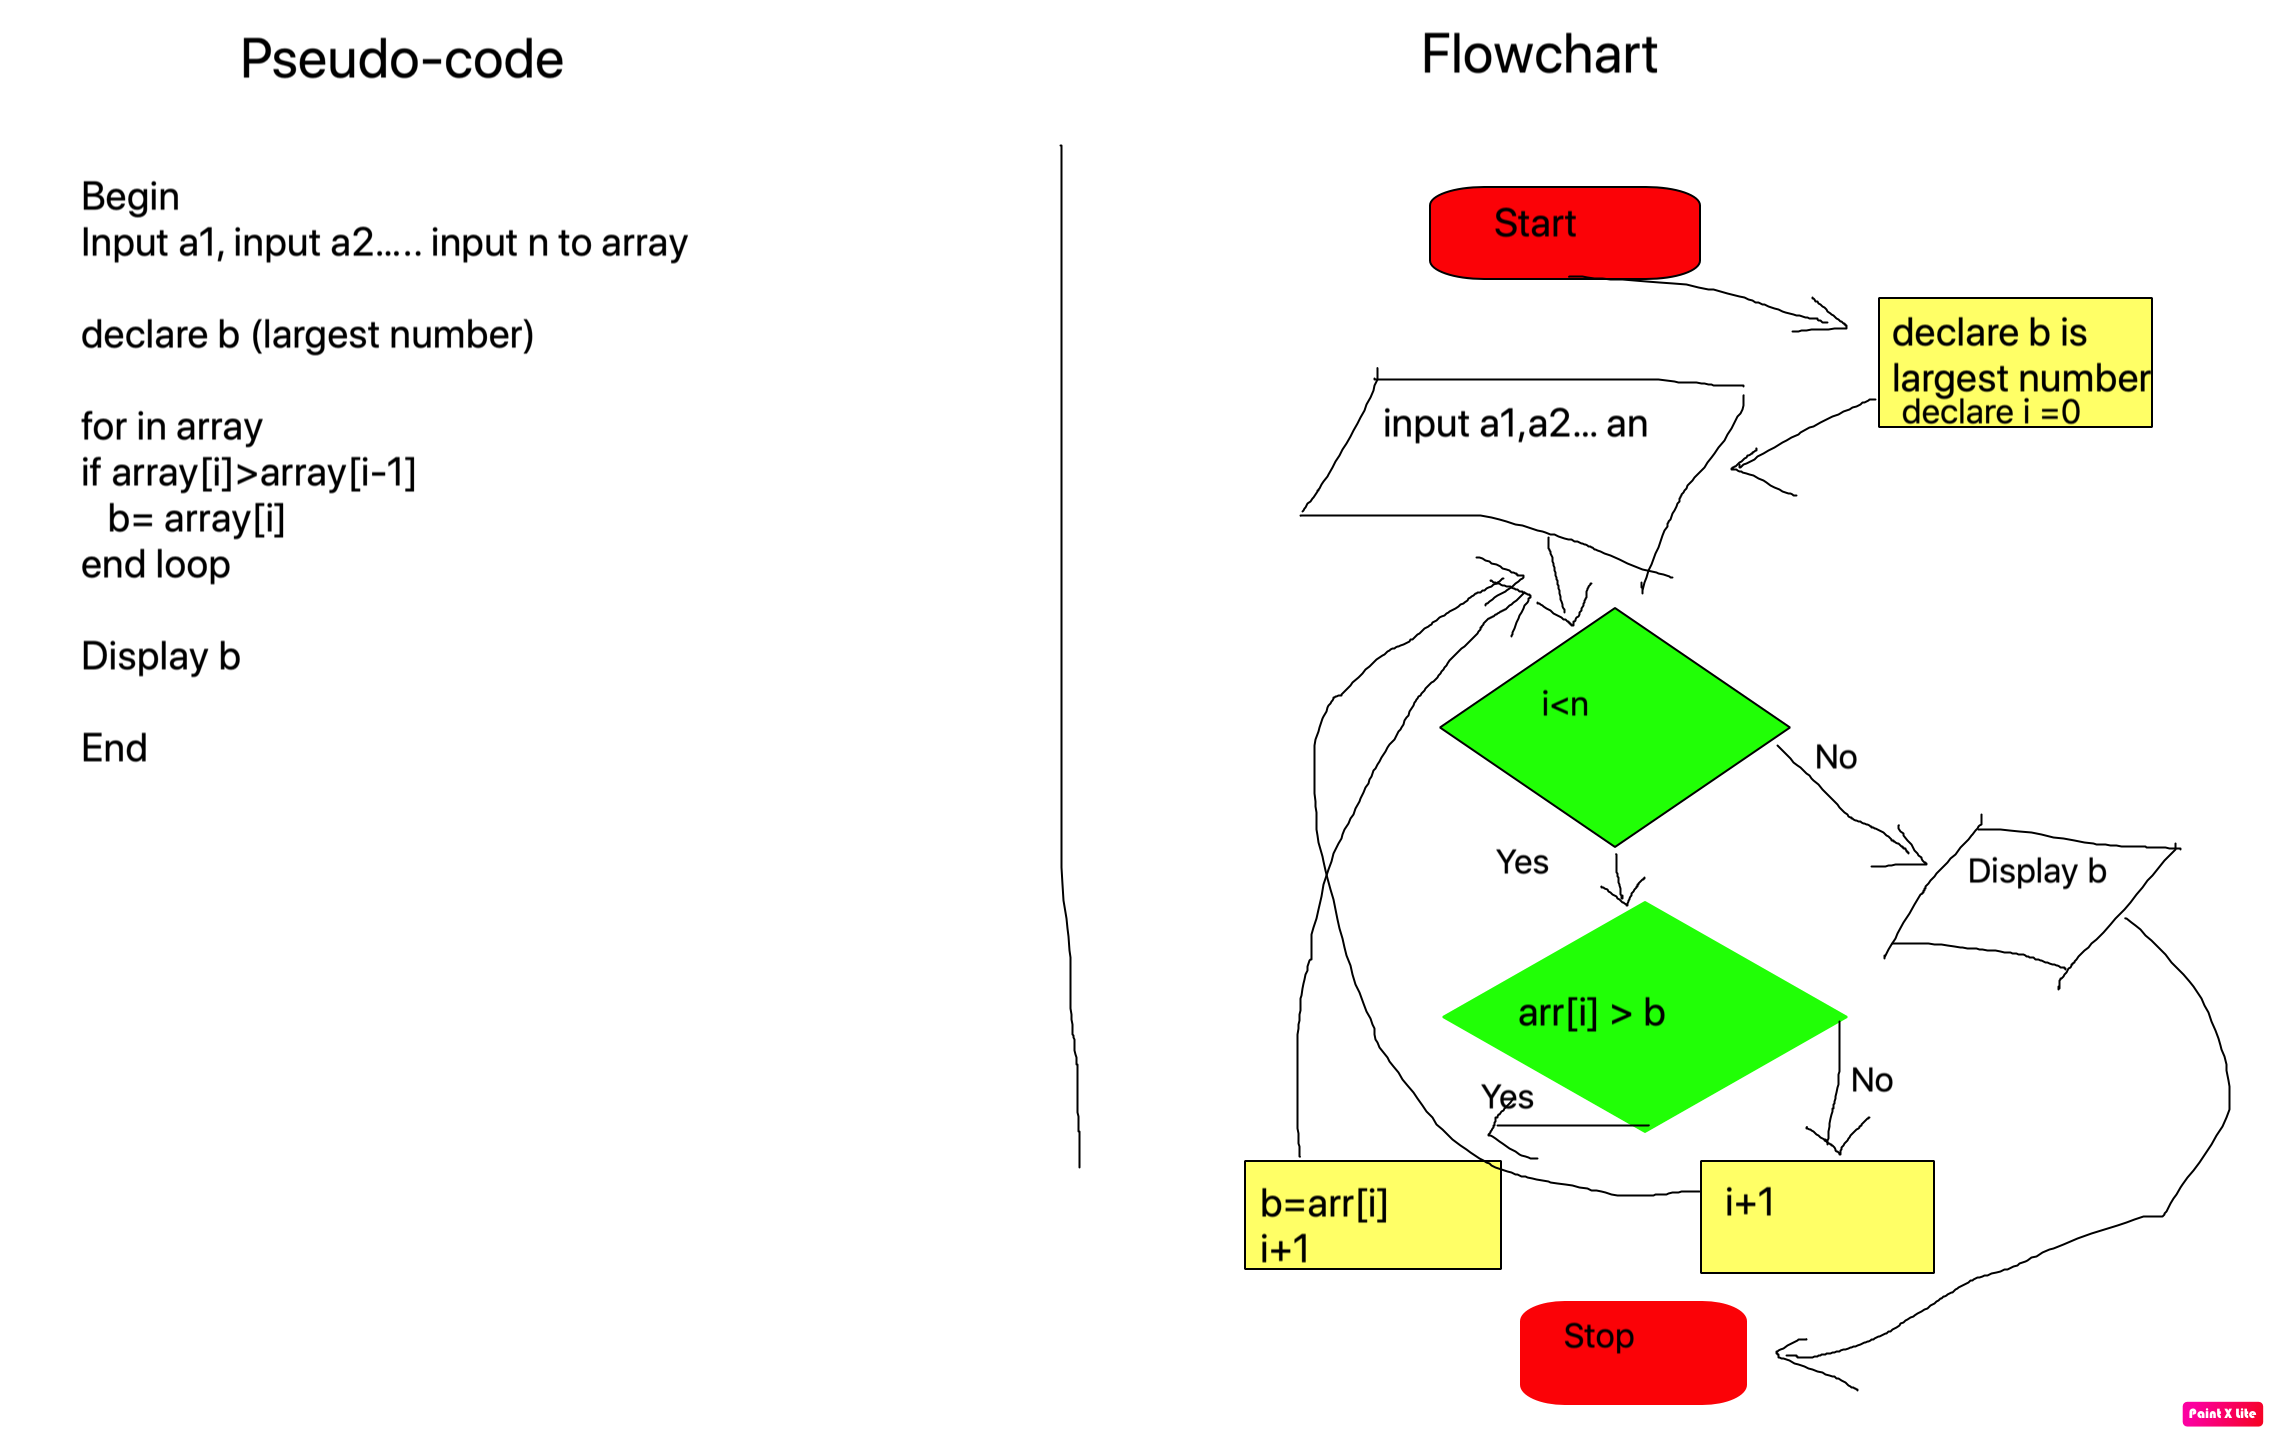 Pseudo-code
Begin
Input a1, input a2..... input n to array
declare b (largest number)
for in array
if array[i]>array[i-1]
b= array[i]
end loop
Display b
End
Flowchart
Start
declare b is
largest number
declare i =0
input a1,a2... an
i<n
No
Yes
Display b
arr[i] > b
Yes
No
b=arr[i]
i+1
i+1
Stop
Paint X Lite